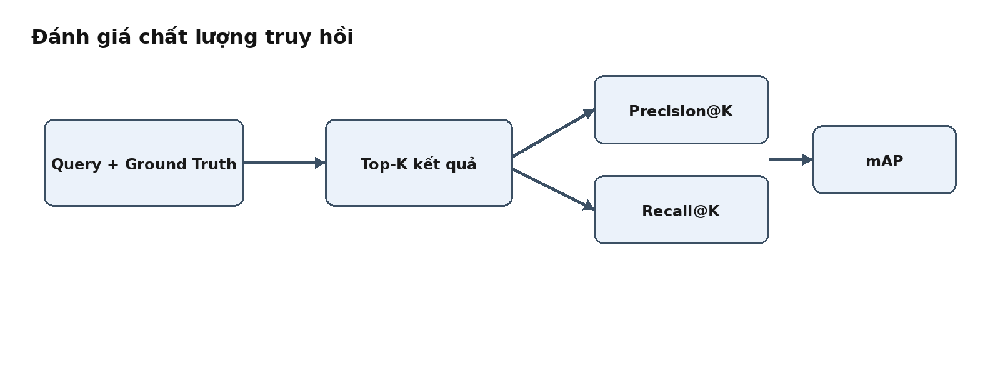 Đánh giá chất lượng truy hồi
Query + Ground Truth
Top-K kết quả
Precision@K
Recall@K
mAP